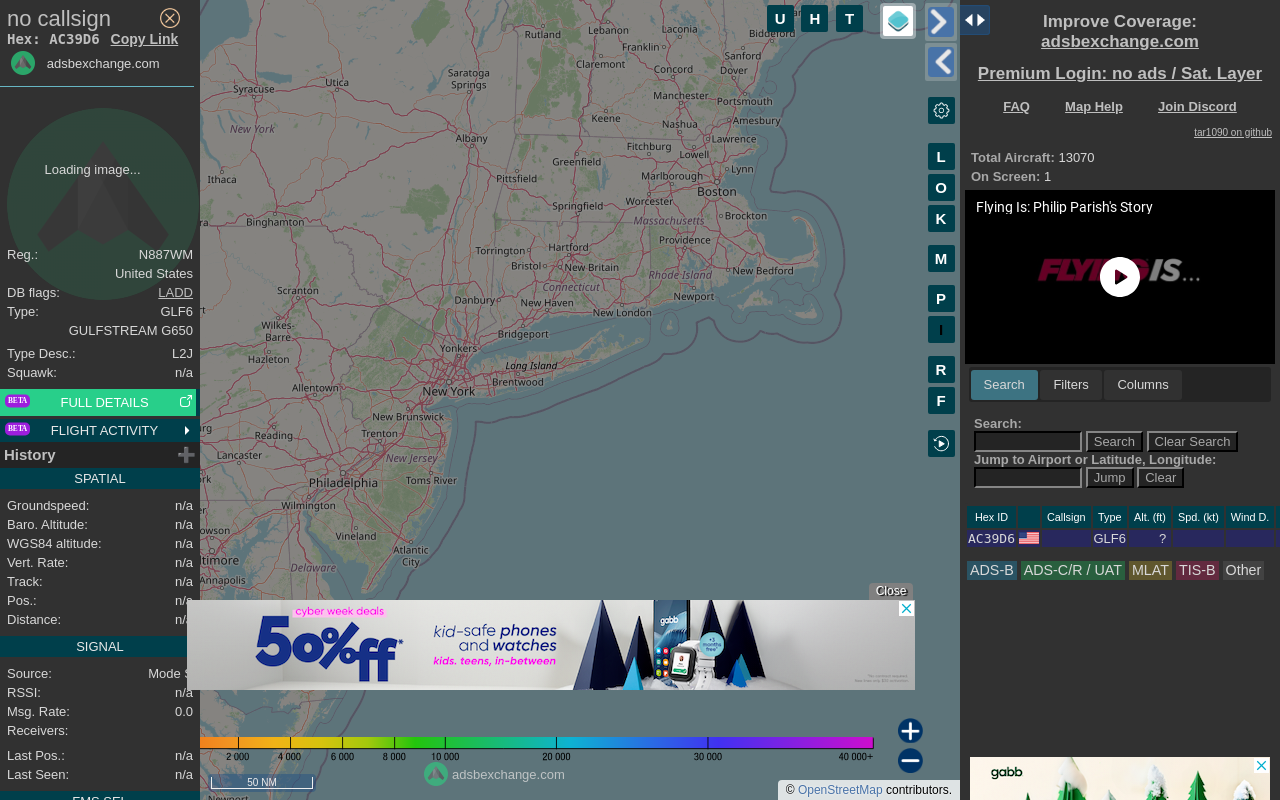 no callsign
Hex: AC39D6 Copy Link
adsbexchange.com
Loading image...
Reg.: N887WM
United States
DB flags: LADD
Type: GLF6
GULFSTREAM G650
Type Desc.: L2J
Squawk: n/a
BETA FULL DETAILS
BETA FLIGHT ACTIVITY
History
SPATIAL
Groundspeed: n/a
Baro. Altitude: n/a
WGS84 altitude: n/a
Vert. Rate: n/a
Track: n/a
Pos.: n/a
Distance:
SIGNAL
Source: Mode S
RSSI: n/a
Msg. Rate: 0.0
Receivers:
Last Pos.: n/a
Last Seen: n/a
FMS SEL
U H T
L
O
K
M
P
I
R
F
Rutland
Lebanon
Laconia
Biddeford
Franklin
Claremont
Sanford
Dover
Concord
Saratoga
Springs
Utica
Syracuse
Manchester
Portsmouth
Keene
Nashua
Amesbury
New York
Albany
Lawrence
Fitchburg
Lowell
Greenfield
Lynn
Marlborough
Ithaca
Pittsfield
Boston
Worcester
Springfield
Massachusetts
Brockton
Binghamton
Providence
Hartford
Torrington
Bristol
New Britain
New Bedford
Rhode Island
Connecticut
Scranton
Danbury
New Haven
Newport
New London
Wilkes-
Barre
Bridgeport
Yonkers
Hazleton
Long Island
Brentwood
Allentown
New York
New Brunswick
Reading
Trenton
Lancaster
New Jersey
Toms River
Philadelphia
Wilmington
Vineland
Atlantic
City
Annapolis
Delaware
Close
cyber week deals
50% off*
kid-safe phones
and watches
kids. teens, in-between
gabb
+3
months
free*
2 000 4 000 6 000 8 000 10 000 20 000 30 000 40 000+
adsbexchange.com
50 NM
Newport
© OpenStreetMap contributors.
Improve Coverage:
adsbexchange.com
Premium Login: no ads / Sat. Layer
FAQ Map Help Join Discord
tar1090 on github
Total Aircraft: 13070
On Screen: 1
Flying Is: Philip Parish's Story
FLYING IS...
Search Filters Columns
Search:
Search Clear Search
Jump to Airport or Latitude, Longitude:
Jump Clear
Hex ID Callsign Type Alt. (ft) Spd. (kt) Wind D.
AC39D6 GLF6 ?
ADS-B ADS-C/R / UAT MLAT TIS-B Other
gabb